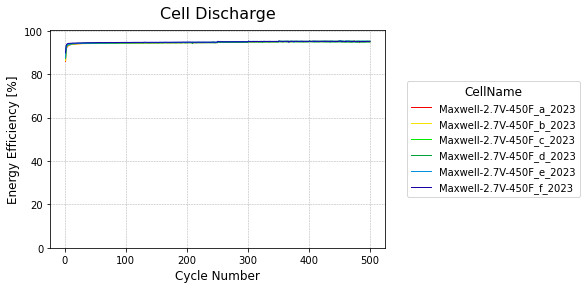 Cell Discharge
Energy Efficiency [%]
100
80
60
40
20
0
0 100 200 300 400 500
Cycle Number
CellName
Maxwell-2.7V-450F_a_2023
Maxwell-2.7V-450F_b_2023
Maxwell-2.7V-450F_c_2023
Maxwell-2.7V-450F_d_2023
Maxwell-2.7V-450F_e_2023
Maxwell-2.7V-450F_f_2023